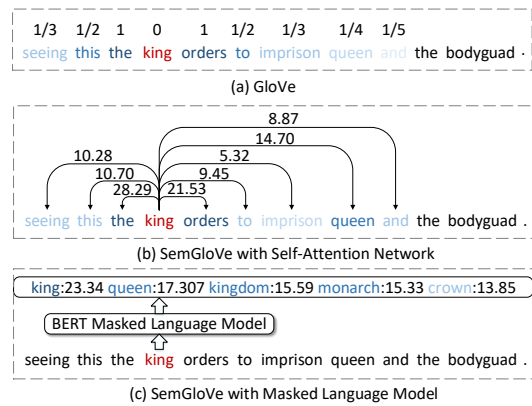 1/3 1/2 1 0 1 1/2 1/3 1/4 1/5
seeing this the king orders to imprison queen and the bodyguad .
(a) GloVe
8.87
14.70
10.28 5.32
10.70 9.45
28.29 21.53
seeing this the king orders to imprison queen and the bodyguad .
(b) SemGloVe with Self-Attention Network
king:23.34 queen:17.307 kingdom:15.59 monarch:15.33 crown:13.85
BERT Masked Language Model
seeing this the king orders to imprison queen and the bodyguad .
(c) SemGloVe with Masked Language Model